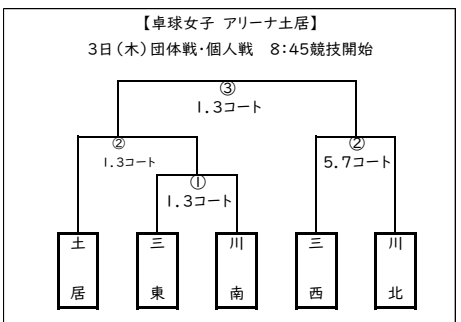 【卓球女子 アリーナ土居】
3日(木)団体戦・個人戦 8:45競技開始
③
1.3コート
②
1.3コート
②
5.7コート
①
1.3コート
土居
三東
川南
三西
川北